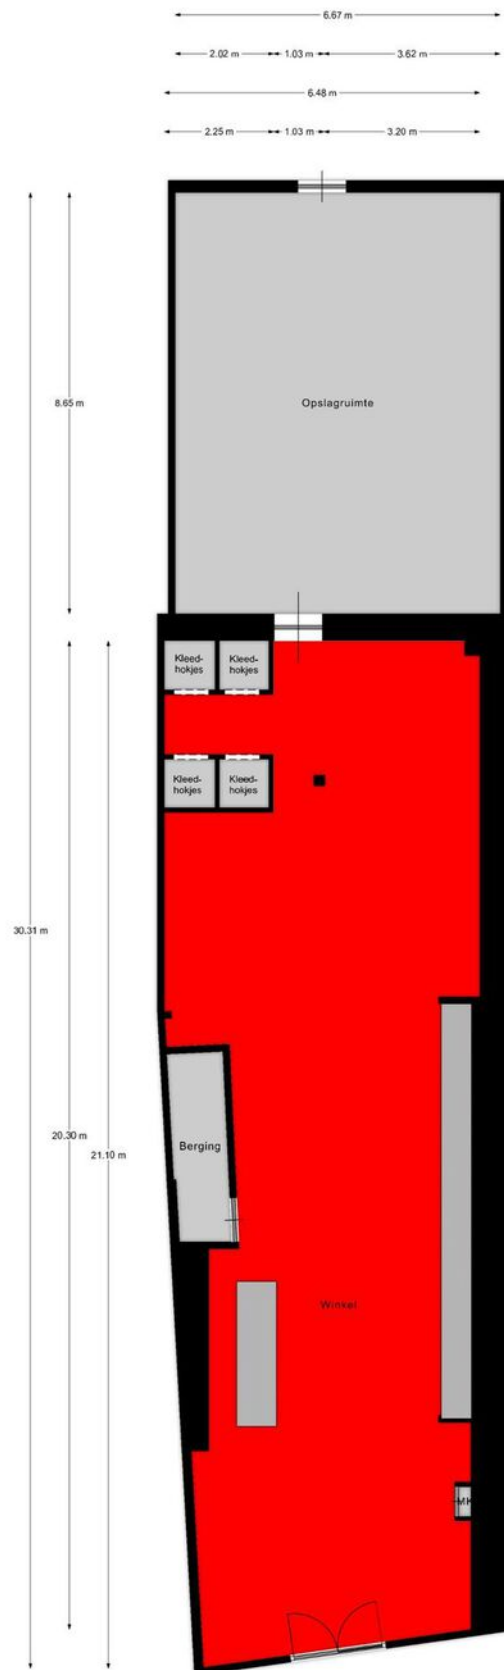 6.67 m
2.02 m
1.03 m
3.62 m
6.48 m
2.25 m
1.03 m
3.20 m
8.65 m
Opslagruimte
Kleed-
hokjes
Kleed-
hokjes
Kleed-
hokjes
Kleed-
hokjes
30.31 m
20.30 m
21.10 m
Berging
Winkel
MK